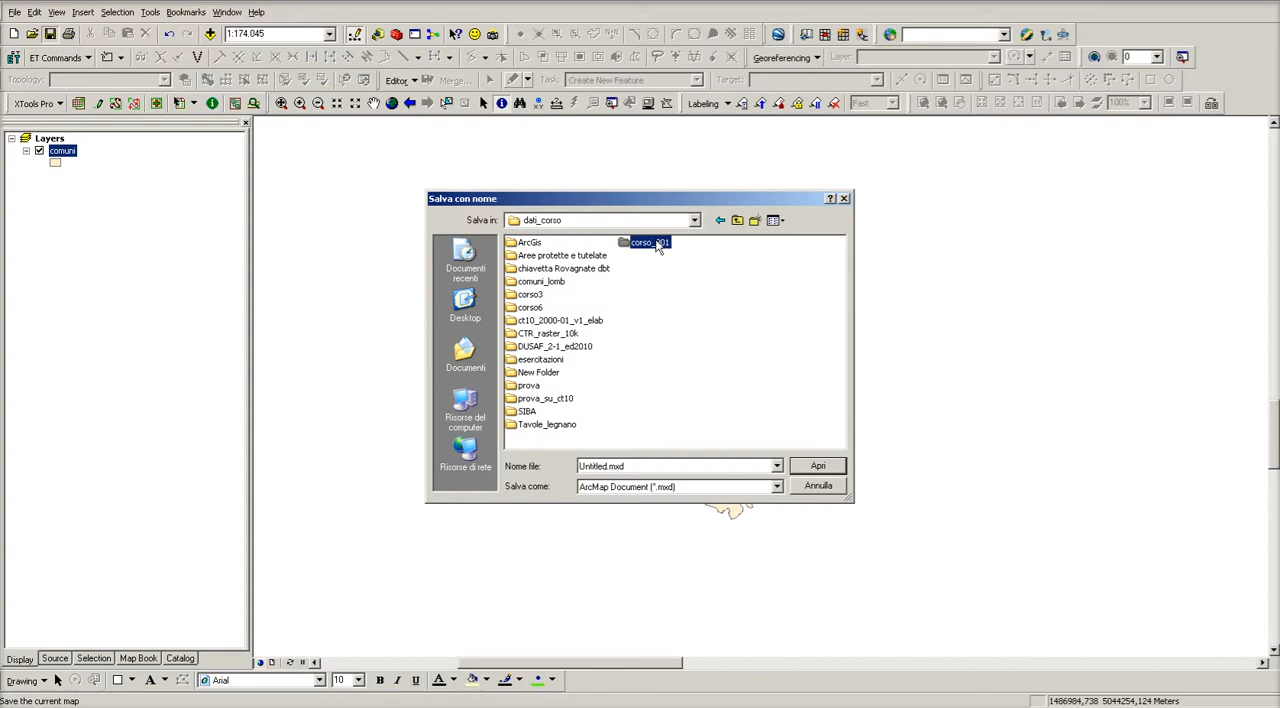 File Edit View Insert Selection Tools Bookmarks Window Help
1:174.045
ET Commands Georeferencing Layer: 0
Topology: Editor Merge... Task: Create New Feature Target:
XTools Pro Labeling Fast 100%
Layers
comuni
Salva con nome
Salva in: dati_corso
Documenti recenti
Desktop
Documenti
Risorse del computer
Risorse di rete
ArcGis
Aree protette e tutelate
chiavetta Rovagnate dbt
comuni_lomb
corso3
corso6
ct10_2000-01_v1_elab
CTR_raster_10k
DUSAF_2-1_ed2010
esercitazioni
New Folder
prova
prova_su_ct10
SIBA
Tavole_legnano
Nome file: Untitled.mxd Apri
Salva come: ArcMap Document (*.mxd) Annulla
Display Source Selection Map Book Catalog
Drawing A Arial 10 B I U A
Save the current map 1486984,738 5044254,124 Meters